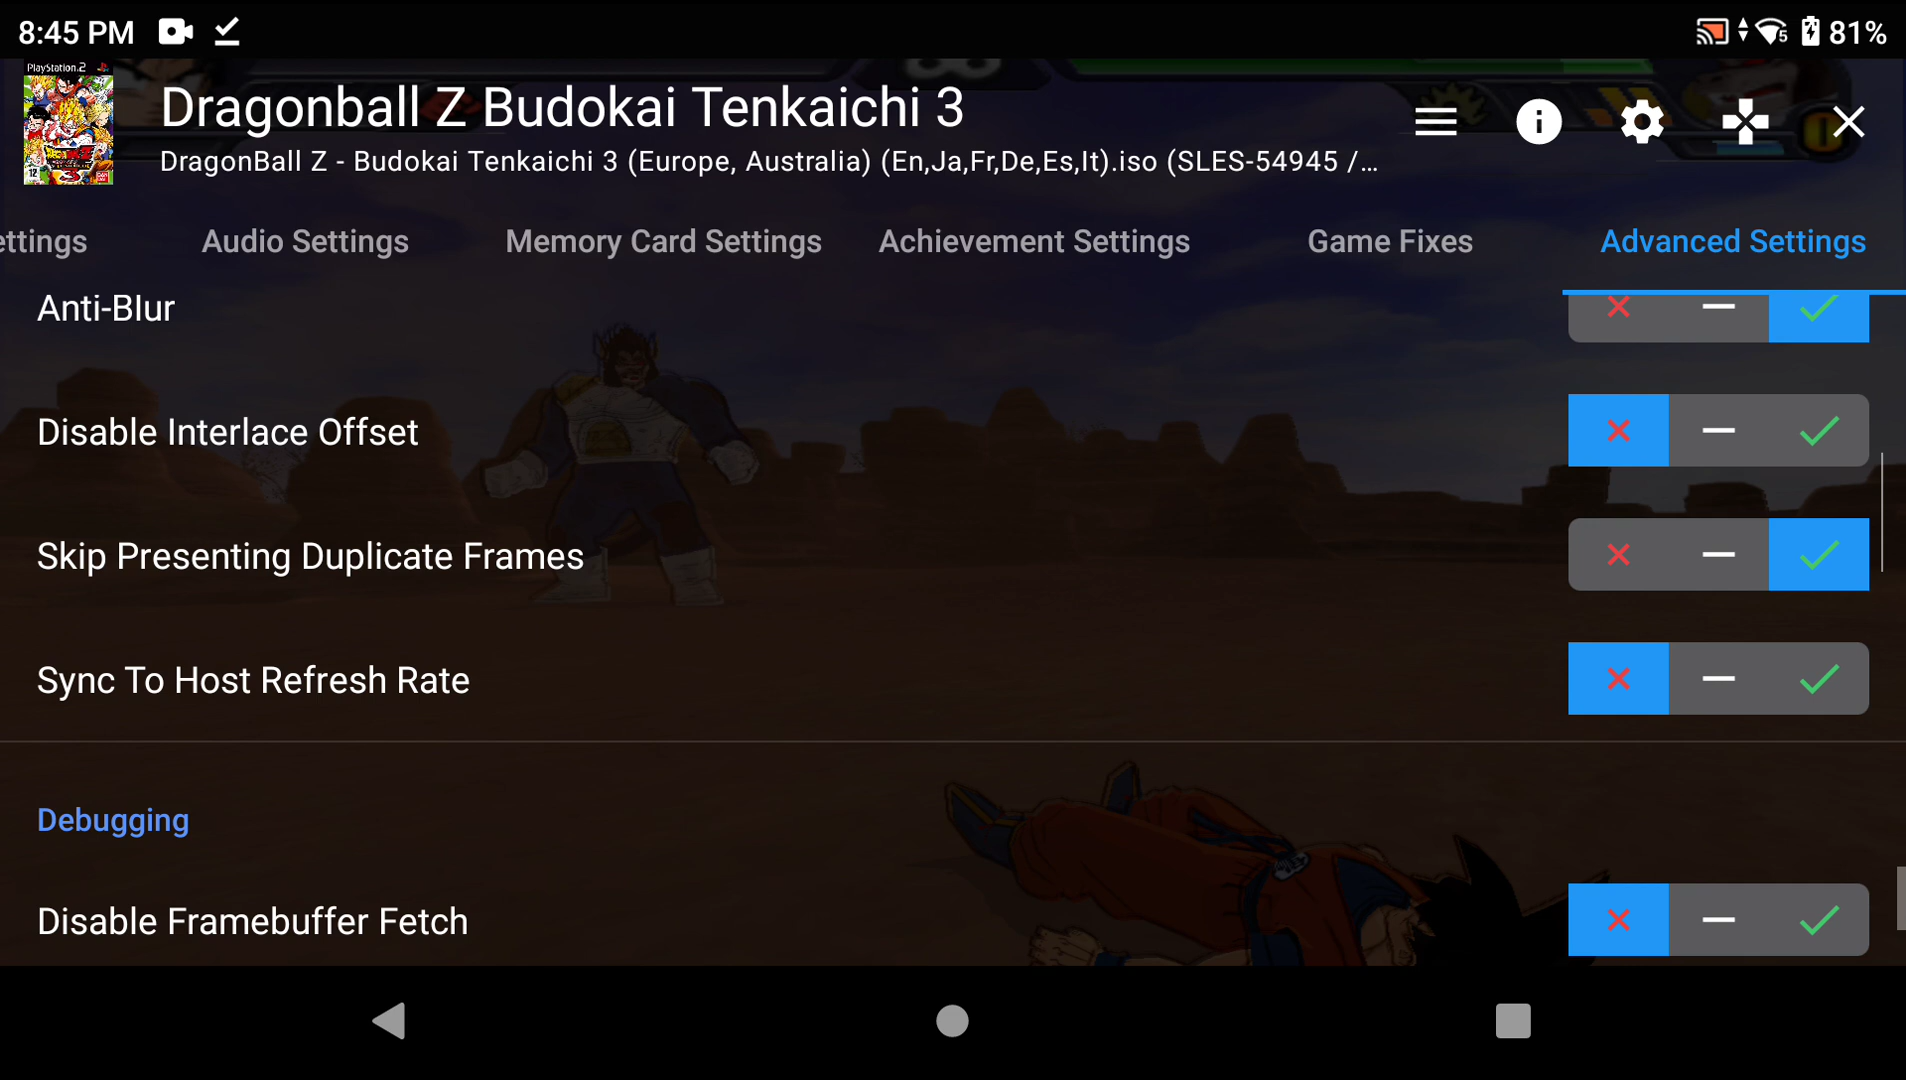 8:45 PM
5 81%
PlayStation.2
Dragonball Z Budokai Tenkaichi 3
DragonBall Z - Budokai Tenkaichi 3 (Europe, Australia) (En,Ja,Fr,De,Es,It).iso (SLES-54945 /...
ettings Audio Settings Memory Card Settings Achievement Settings Game Fixes Advanced Settings
Anti-Blur
Disable Interlace Offset
Skip Presenting Duplicate Frames
Sync To Host Refresh Rate
Debugging
Disable Framebuffer Fetch